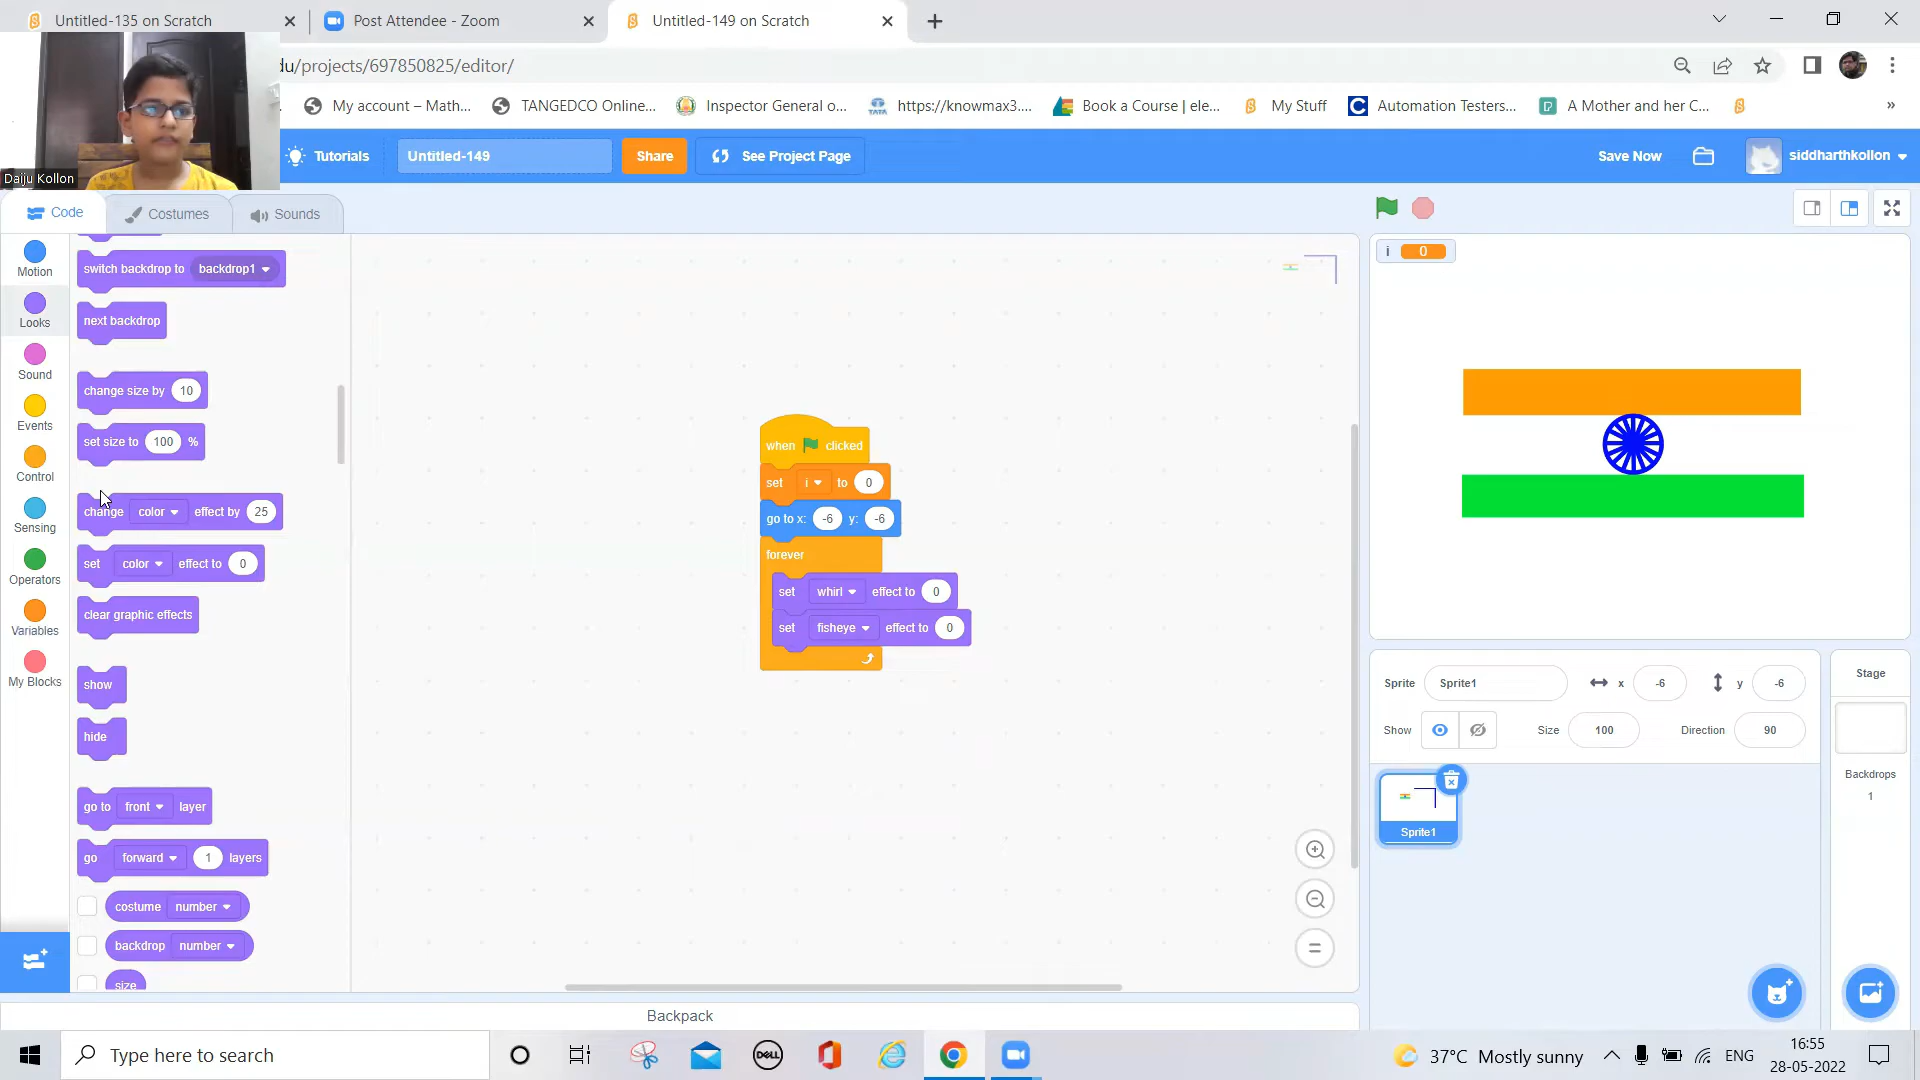 Untitled-135 on Scratch
Post Attendee - Zoom
Untitled-149 on Scratch
du/projects/697850825/editor/
My account – Math...
TANGEDCO Online...
Inspector General o...
https://knowmax3....
Book a Course | ele...
My Stuff
Automation Testers...
A Mother and her C...
»
Tutorials
Untitled-149
Share
See Project Page
Save Now
siddharthkollon
Daiju Kollon
Code
Costumes
Sounds
Motion
Looks
Sound
Events
Control
Sensing
Operators
Variables
My Blocks
switch backdrop to backdrop1
next backdrop
change size by 10
set size to 100 %
change color effect by 25
set color effect to 0
clear graphic effects
show
hide
go to front layer
go forward 1 layers
costume number
backdrop number
size
when clicked
set i to 0
go to x: -6 y: -6
forever
set whirl effect to 0
set fisheye effect to 0
i 0
Sprite Sprite1 x -6 y -6
Show Size 100 Direction 90
Sprite1
Stage
Backdrops
1
Backpack
Type here to search
DELL
37°C Mostly sunny
ENG
16:55
28-05-2022